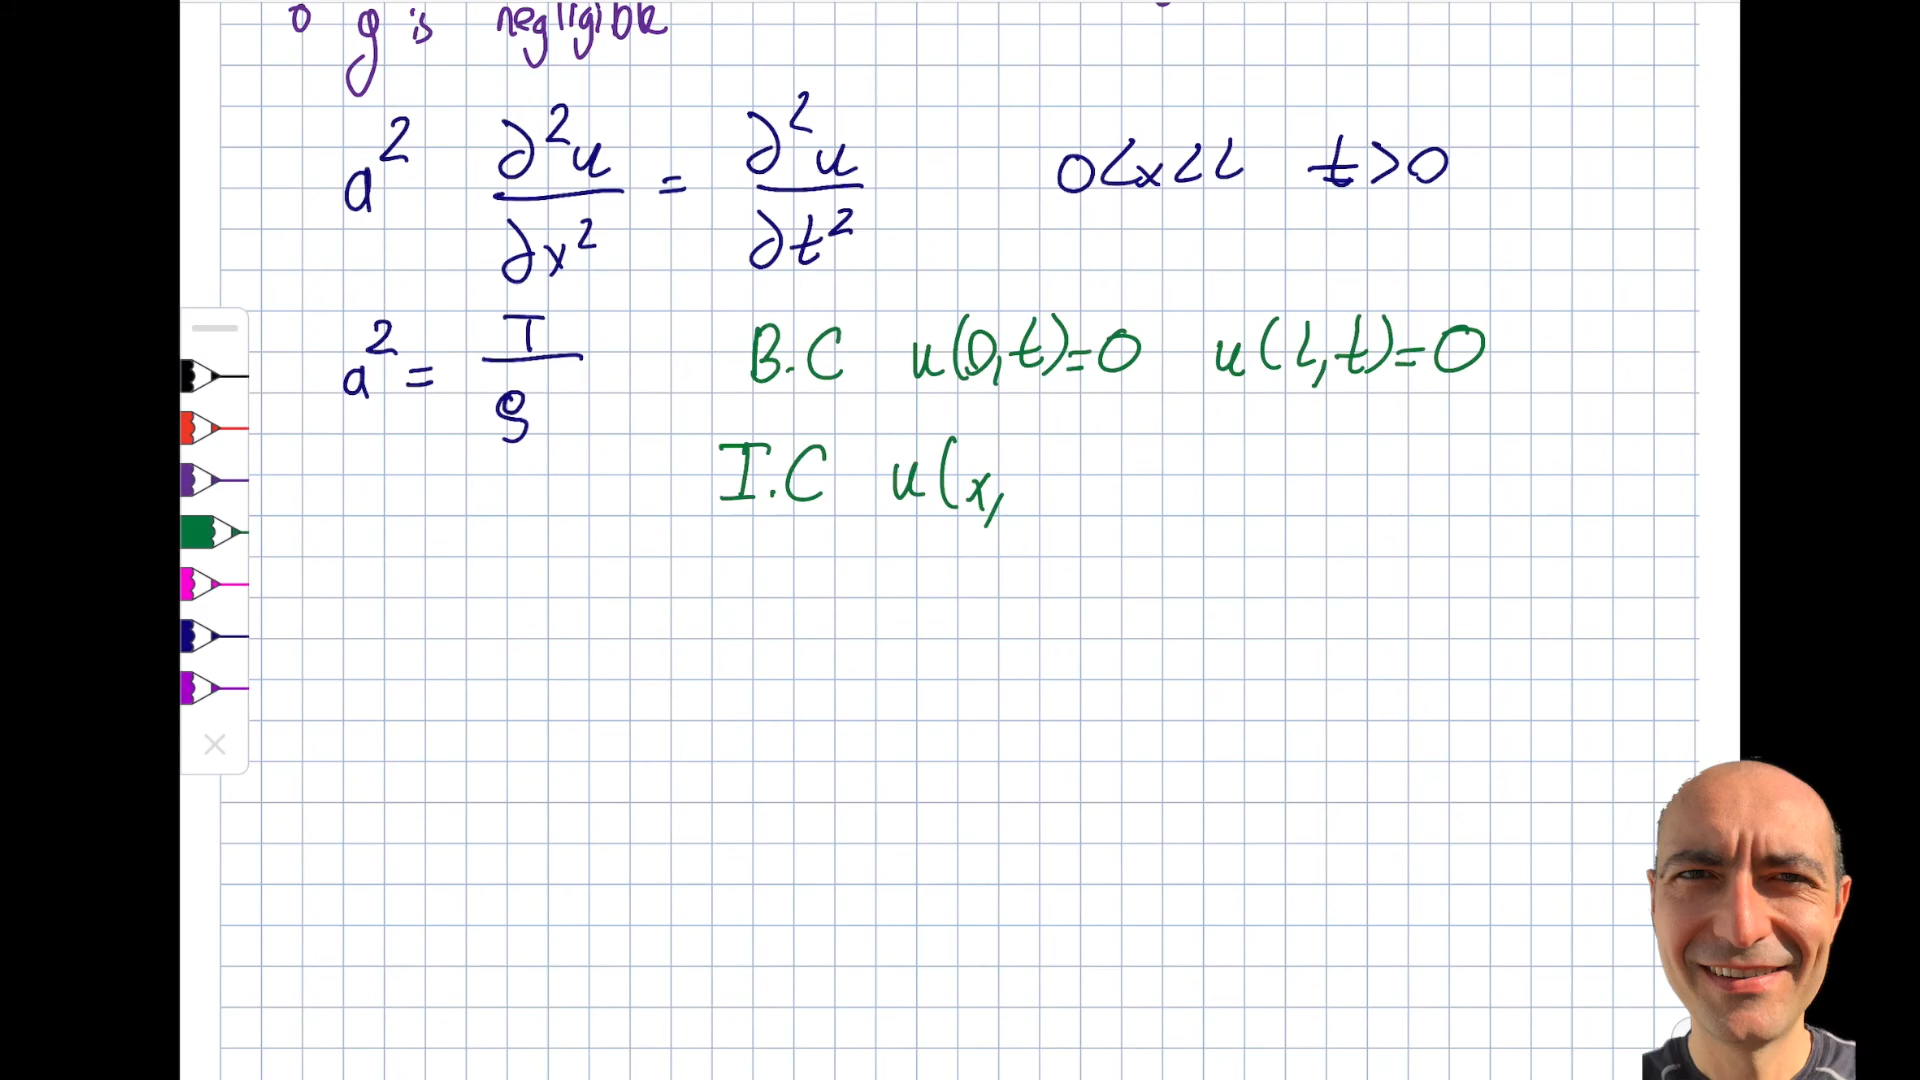 o g is negligible
a² ∂²u/∂x² = ∂²u/∂t² 0<x<L t>0
a² = T/ρ
B.C u(0,t)=0 u(L,t)=0
I.C u(x,